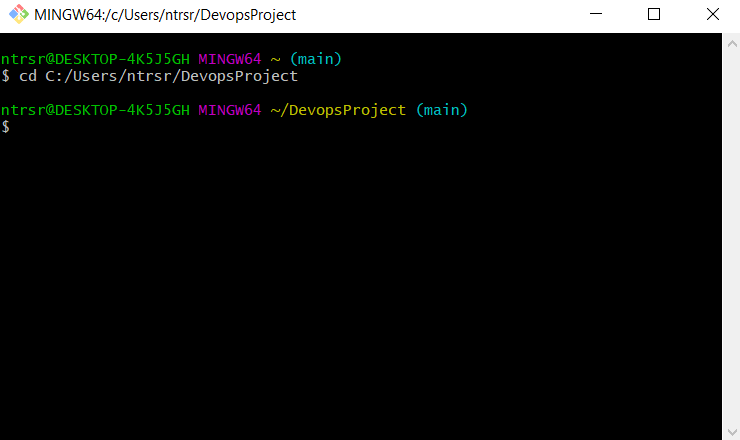 MINGW64:/c/Users/ntrsr/DevopsProject
ntrsr@DESKTOP-4K5J5GH MINGW64 ~ (main)
$ cd C:/Users/ntrsr/DevopsProject
ntrsr@DESKTOP-4K5J5GH MINGW64 ~/DevopsProject (main)
$